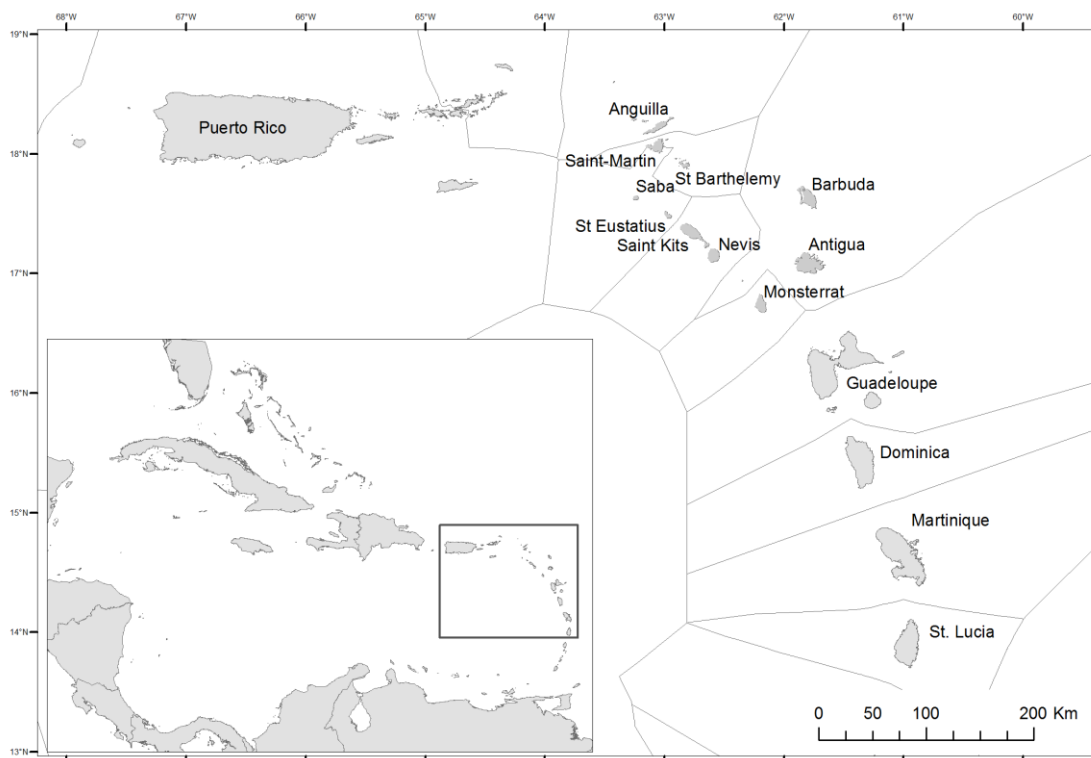 68°W 67°W 66°W 65°W 64°W 63°W 62°W 61°W 60°W
19°N
Anguilla
Puerto Rico
18°N
Saint-Martin
St Barthelemy
Saba
Barbuda
St Eustatius
Saint Kits
Nevis
Antigua
17°N
Monsterrat
16°N
Guadeloupe
Dominica
15°N
Martinique
14°N
St. Lucia
0 50 100 200 Km
13°N